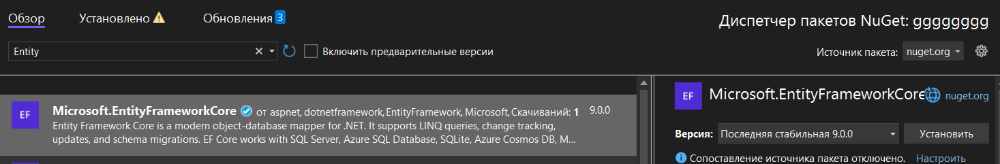 Обзор Установлено Обновления 3
Диспетчер пакетов NuGet: gggggggg
Entity
Включить предварительные версии
Источник пакета: nuget.org
EF
Microsoft.EntityFrameworkCore от aspnet, dotnetframework, EntityFramework, Microsoft, Скачиваний: 1 9.0.0
Entity Framework Core is a modern object-database mapper for .NET. It supports LINQ queries, change tracking,
updates, and schema migrations. EF Core works with SQL Server, Azure SQL Database, SQLite, Azure Cosmos DB, M...
EF
Microsoft.EntityFrameworkCore nuget.org
Версия: Последняя стабильная 9.0.0 Установить
Сопоставление источника пакета отключено. Настроить